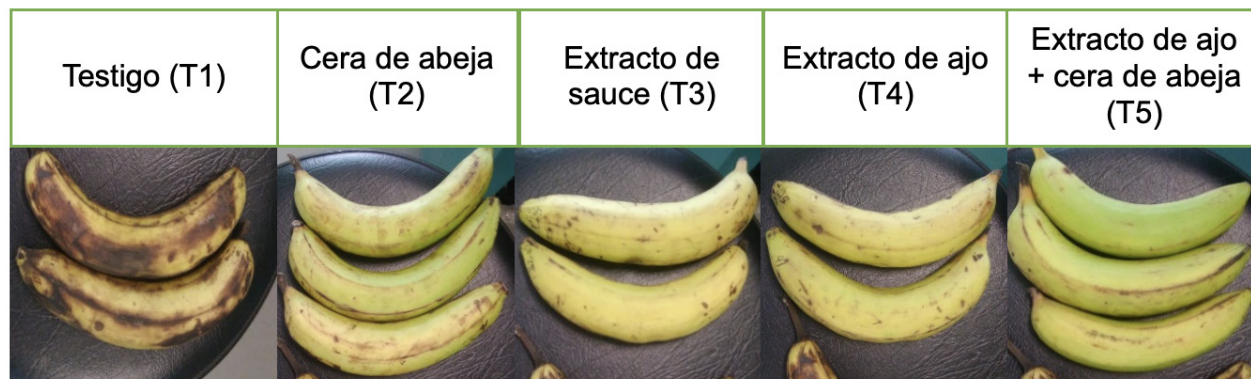 Testigo (T1)
Cera de abeja
(T2)
Extracto de
sauce (T3)
Extracto de ajo
(T4)
Extracto de ajo
+ cera de abeja
(T5)